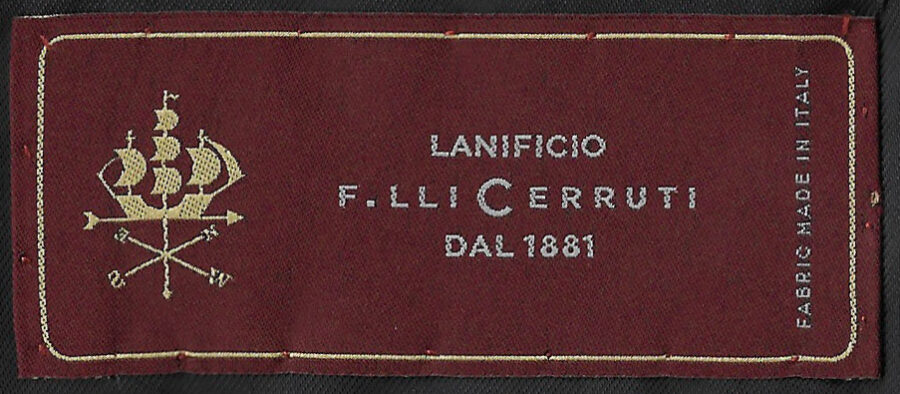 LANIFICIO
F.LLI CERRUTI
DAL 1881
FABRIC MADE IN ITALY